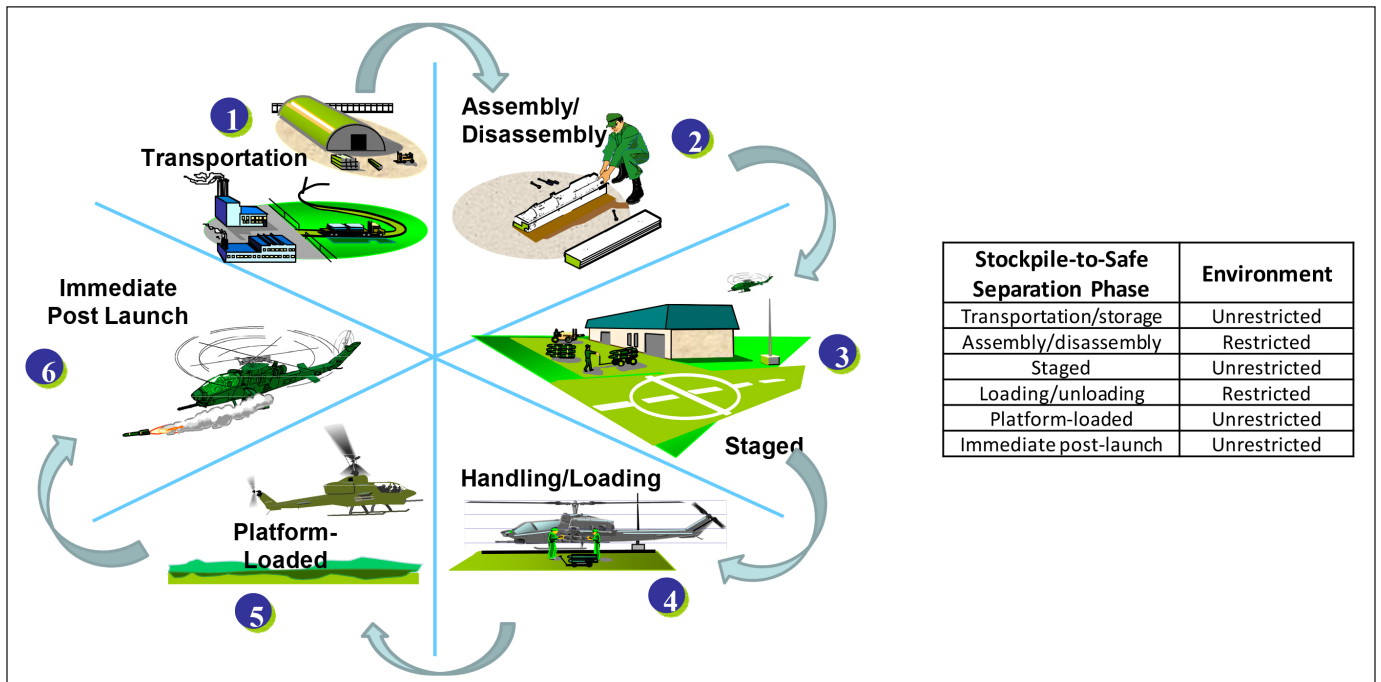 1
Transportation
Assembly/
Disassembly
2
3
Staged
Handling/Loading
4
Platform-
Loaded
5
Immediate
Post Launch
6
Stockpile-to-Safe
Separation Phase
Environment
Transportation/storage Unrestricted
Assembly/disassembly Restricted
Staged Unrestricted
Loading/unloading Restricted
Platform-loaded Unrestricted
Immediate post-launch Unrestricted